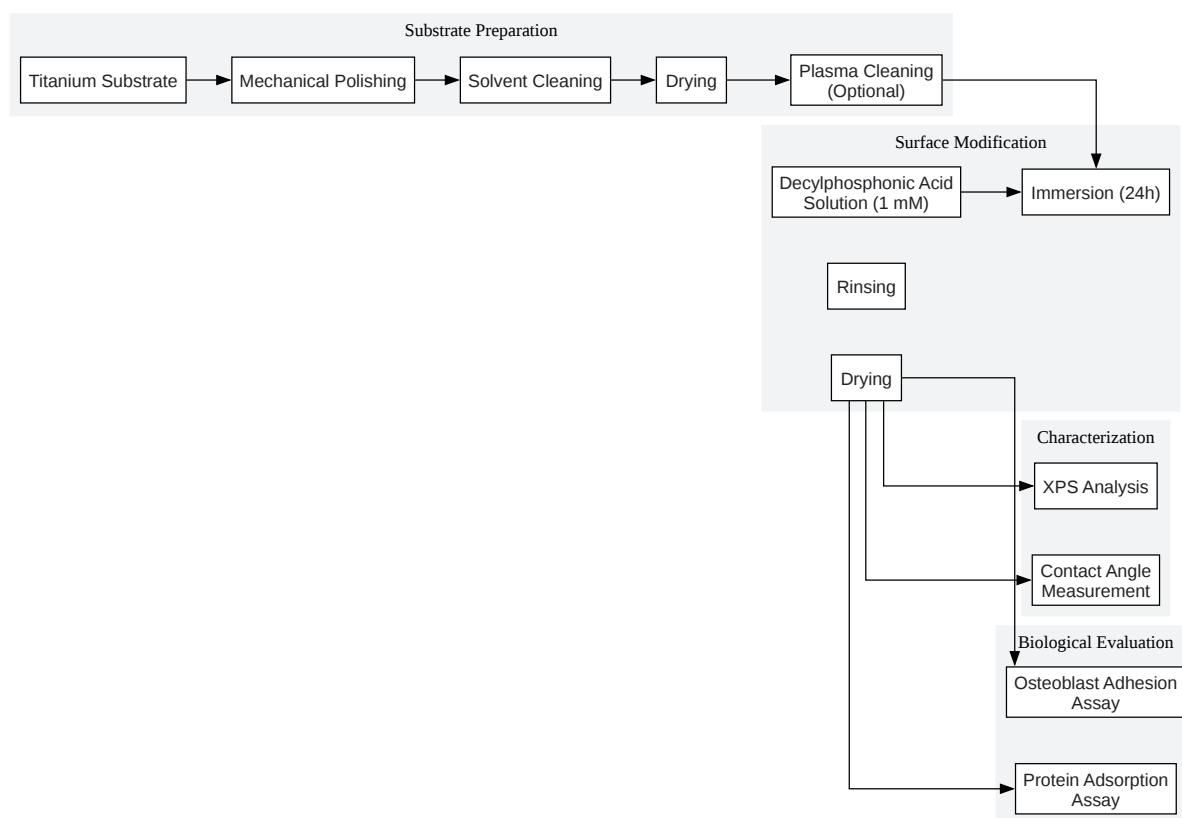 Substrate Preparation
Titanium Substrate
Mechanical Polishing
Solvent Cleaning
Drying
Plasma Cleaning
(Optional)
Surface Modification
Decylphosphonic Acid
Solution (1 mM)
Immersion (24h)
Rinsing
Drying
Characterization
XPS Analysis
Contact Angle
Measurement
Biological Evaluation
Osteoblast Adhesion
Assay
Protein Adsorption
Assay